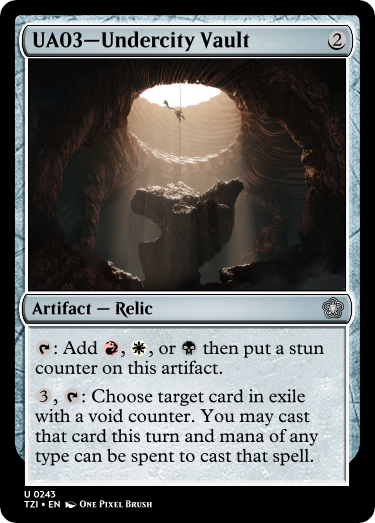 UA03—Undercity Vault 2
Artifact — Relic
: Add , , or then put a stun
counter on this artifact.
3, : Choose target card in exile
with a void counter. You may cast
that card this turn and mana of any
type can be spent to cast that spell.
U 0243
TZI • EN One Pixel Brush